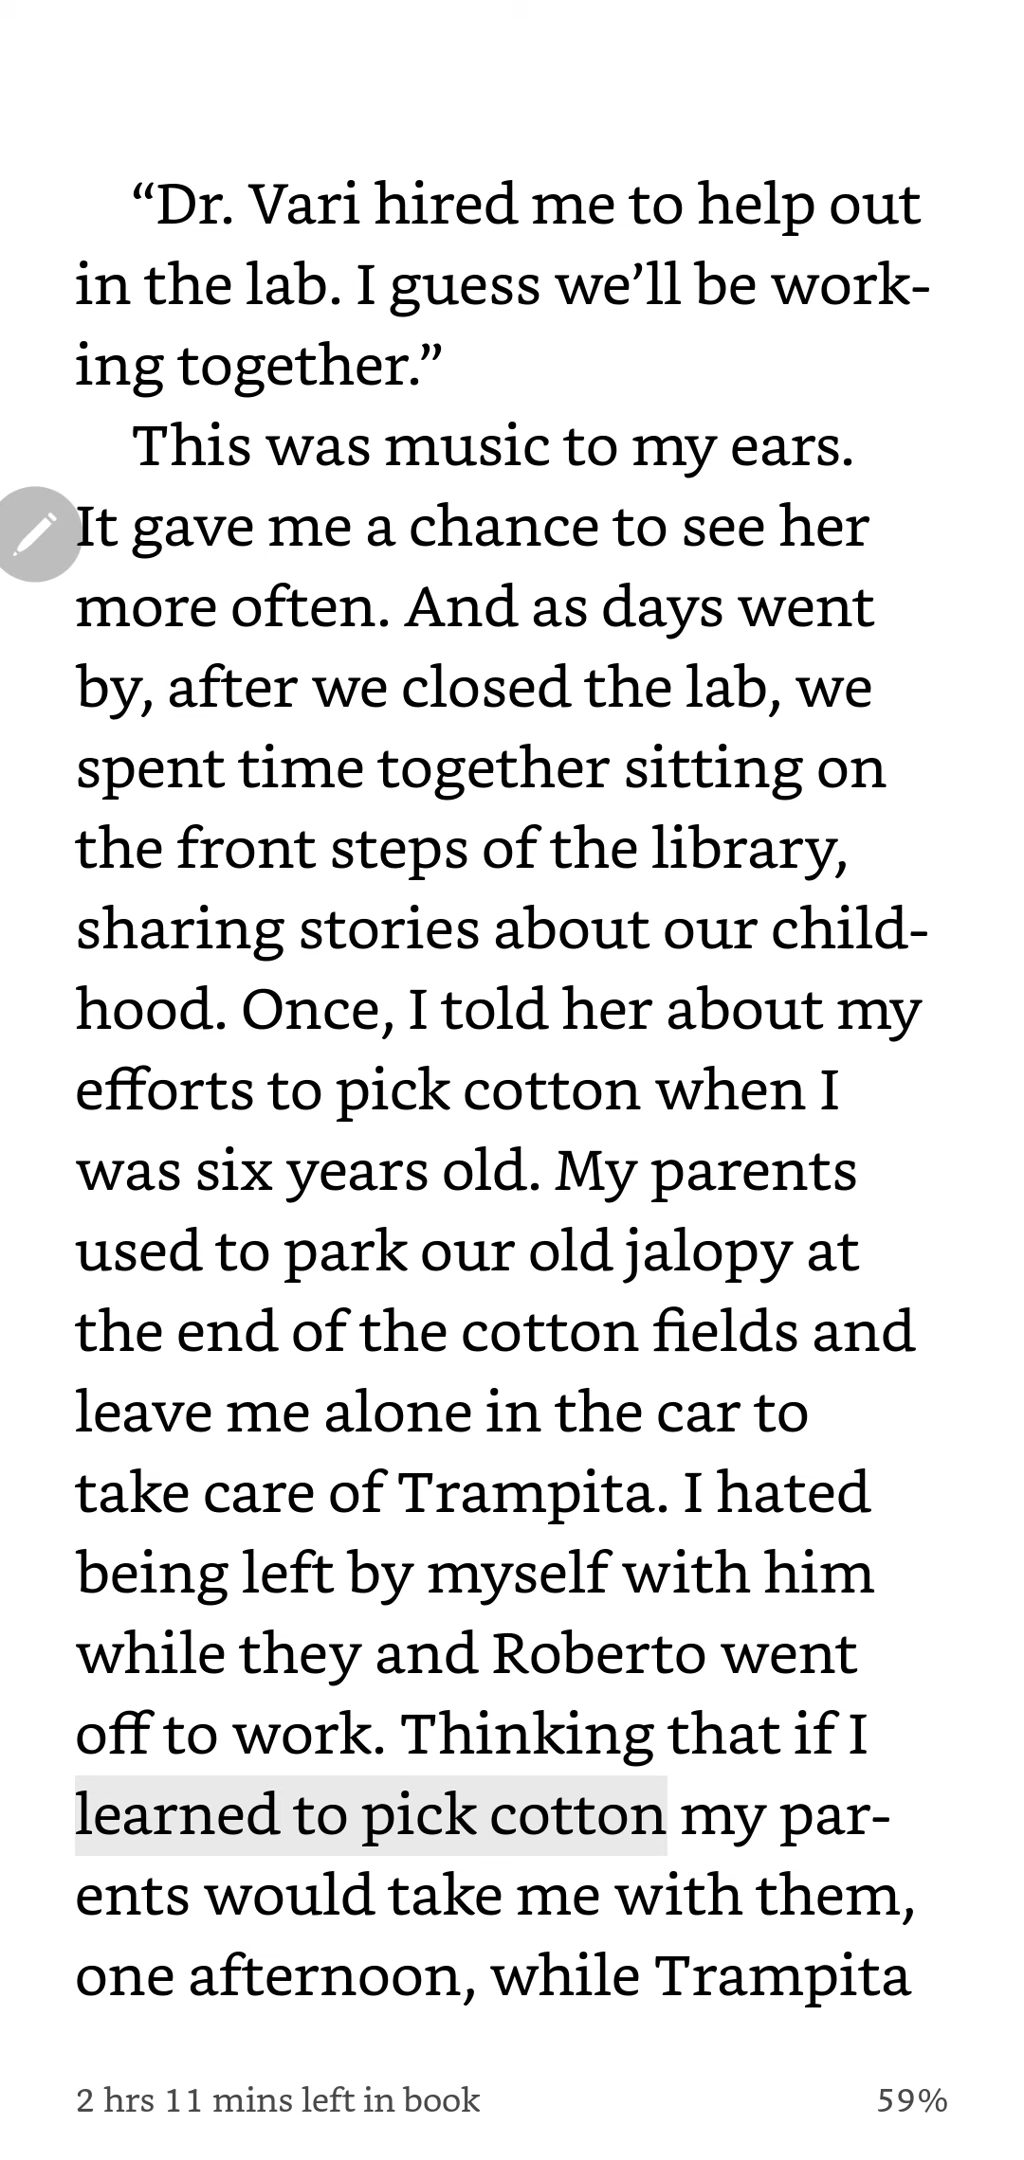 “Dr. Vari hired me to help out
in the lab. I guess we’ll be work-
ing together.”
This was music to my ears.
It gave me a chance to see her
more often. And as days went
by, after we closed the lab, we
spent time together sitting on
the front steps of the library,
sharing stories about our child-
hood. Once, I told her about my
efforts to pick cotton when I
was six years old. My parents
used to park our old jalopy at
the end of the cotton fields and
leave me alone in the car to
take care of Trampita. I hated
being left by myself with him
while they and Roberto went
off to work. Thinking that if I
learned to pick cotton my par-
ents would take me with them,
one afternoon, while Trampita
2 hrs 11 mins left in book 59%